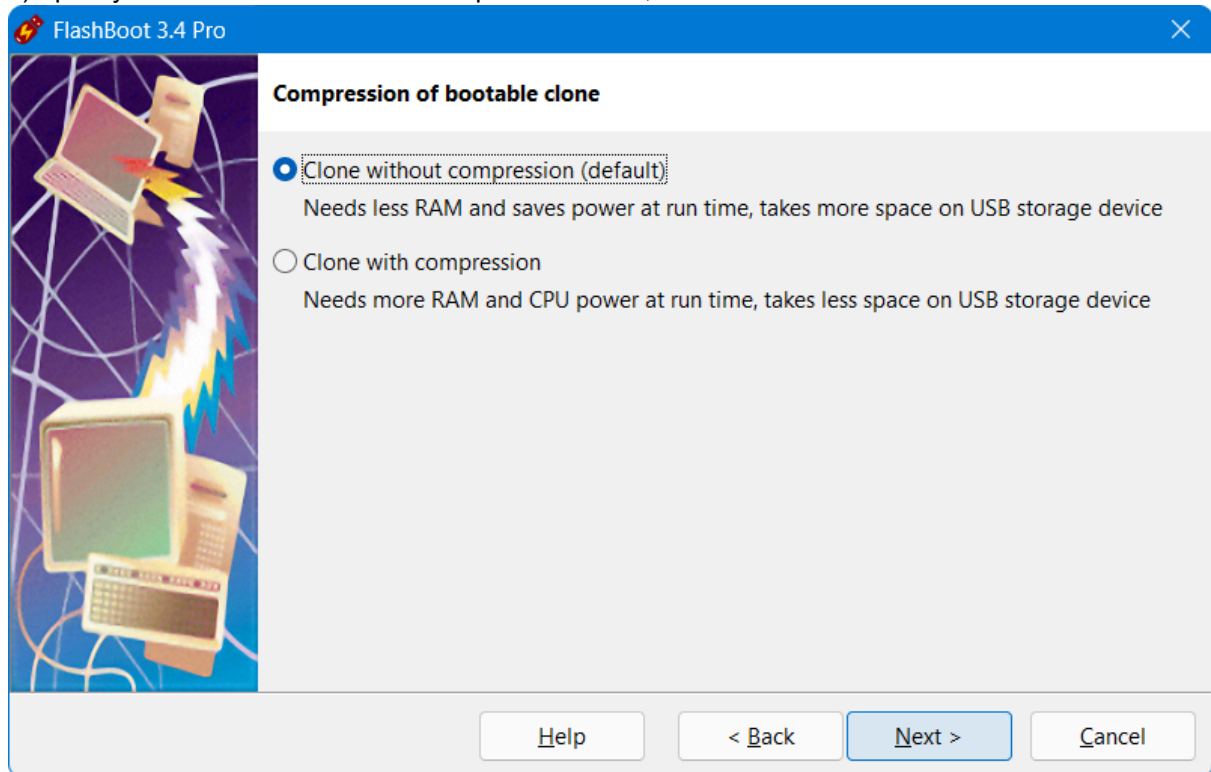 FlashBoot 3.4 Pro
Compression of bootable clone
Clone without compression (default)
Needs less RAM and saves power at run time, takes more space on USB storage device
Clone with compression
Needs more RAM and CPU power at run time, takes less space on USB storage device
Help
< Back
Next >
Cancel